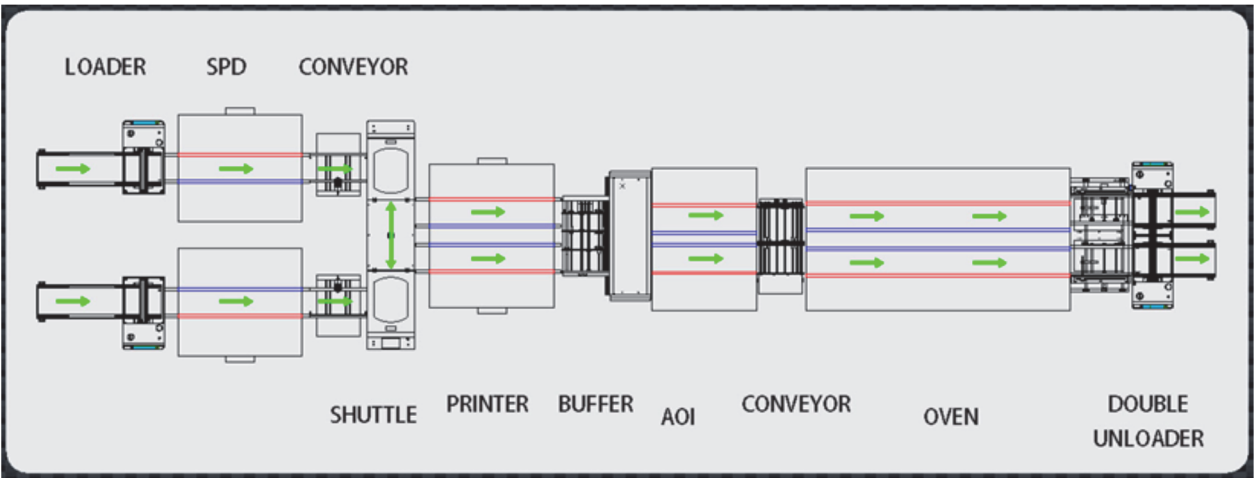 LOADER
SPD
CONVEYOR
SHUTTLE
PRINTER
BUFFER
AOI
CONVEYOR
OVEN
DOUBLE
UNLOADER